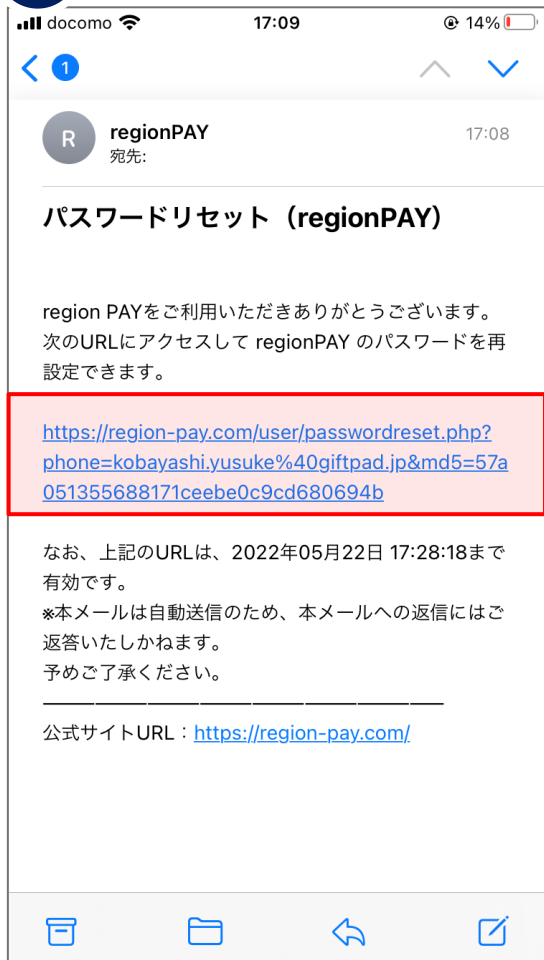 docomo 17:09 14%
1
R
regionPAY 17:08
宛先:
パスワードリセット（regionPAY）
region PAYをご利用いただきありがとうございます。
次のURLにアクセスして regionPAY のパスワードを再
設定できます。
https://region-pay.com/user/passwordreset.php?
phone=kobayashi.yusuke%40giftpad.jp&md5=57a
051355688171ceebe0c9cd680694b
なお、上記のURLは、2022年05月22日 17:28:18まで
有効です。
※本メールは自動送信のため、本メールへの返信にはご
返答いたしかねます。
予めご了承ください。
公式サイトURL：https://region-pay.com/